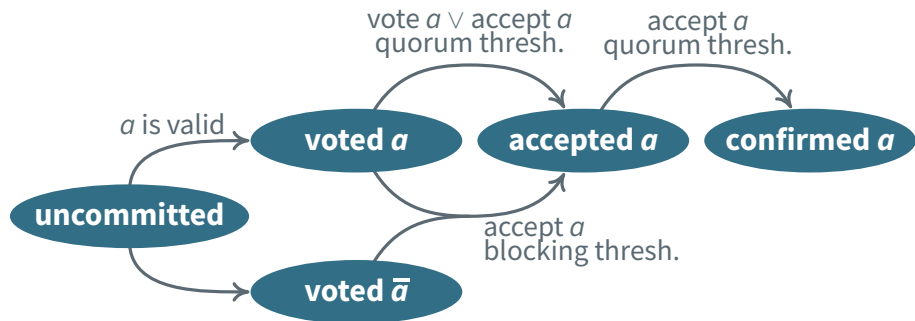 vote a ∨ accept a
quorum thresh.
accept a
quorum thresh.
a is valid
voted a
accepted a
confirmed a
uncommitted
accept a
blocking thresh.
voted a̅